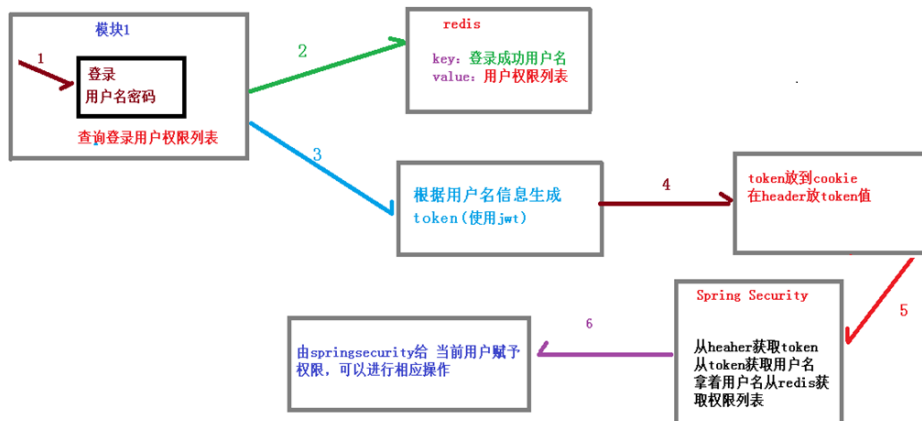 模块1
1
登录
用户名密码
查询登录用户权限列表
2
redis
key：登录成功用户名
value：用户权限列表
3
根据用户名信息生成
token(使用jwt)
4
token放到cookie
在header放token值
5
Spring Security
从heaher获取token
从token获取用户名
拿着用户名从redis获
取权限列表
6
由springsecurity给 当前用户赋予
权限，可以进行相应操作